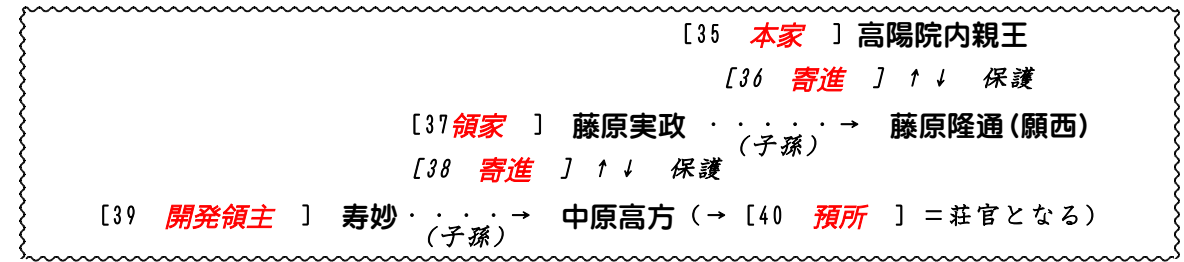 [35 本家 ] 高陽院内親王
[36 寄進 ] ↑↓ 保護
[37領家 ] 藤原実政 ・・・・・→ 藤原隆通(願西)
(子孫)
[38 寄進 ] ↑↓ 保護
[39 開発領主 ] 寿妙・・・・→ 中原高方(→[40 預所 ]=荘官となる)
(子孫)